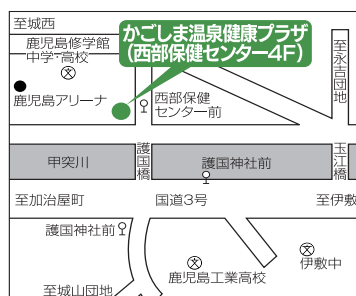 至城西
かごしま温泉健康プラザ
(西部保健センター4F)
鹿児島修学館
中学・高校
文
鹿児島アリーナ
西部保健
センター前
至永吉団地
甲突川
護国橋
護国神社前
玉江橋
至加治屋町
国道3号
至伊敷
護国神社前
文
鹿児島工業高校
文
伊敷中
至城山団地